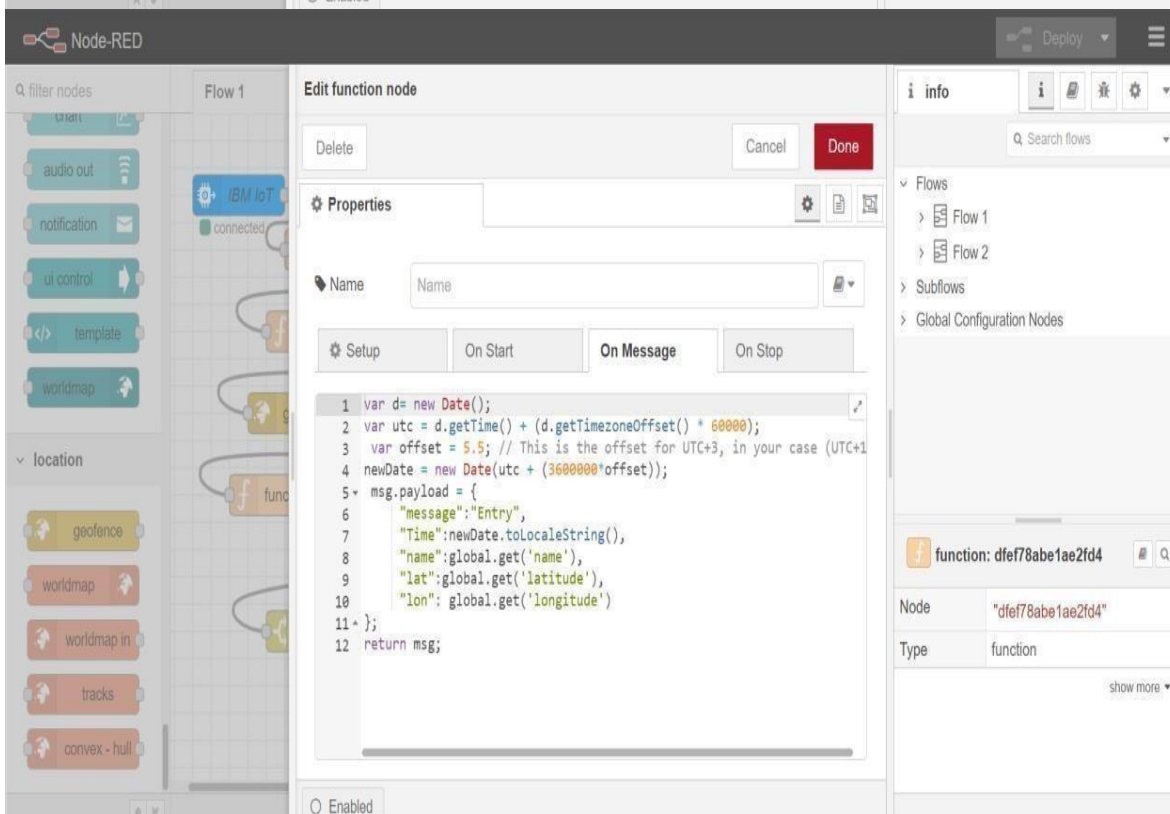 Enabled
Node-RED
Deploy
filter nodes
Flow 1
Edit function node
i info
i
chart
Delete
Cancel
Done
Search flows
audio out
IBM IoT
connected
Properties
Flows
Flow 1
notification
Flow 2
ui control
Name
Name
Subflows
Global Configuration Nodes
</> template
Setup
On Start
On Message
On Stop
worldmap
1 var d= new Date();
2 var utc = d.getTime() + (d.getTimezoneOffset() * 60000);
3 var offset = 5.5; // This is the offset for UTC+3, in your case (UTC+1
4 newDate = new Date(utc + (3600000*offset));
5 msg.payload = {
6 "message":"Entry",
7 "Time":newDate.toLocaleString(),
8 "name":global.get('name'),
9 "lat":global.get('latitude'),
10 "lon": global.get('longitude')
11 };
12 return msg;
location
f func
geofence
f function: dfef78abe1ae2fd4
worldmap
Node "dfef78abe1ae2fd4"
worldmap in
Type function
tracks
show more
convex - hull
Enabled